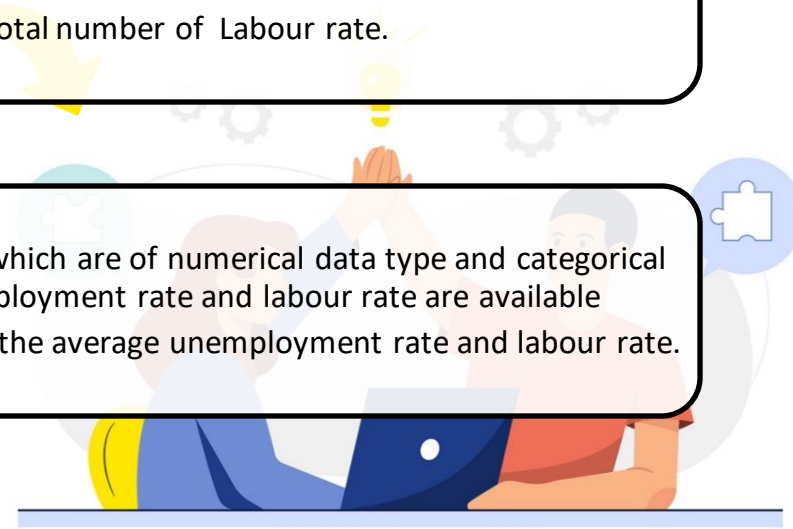 otal number of Labour rate.
which are of numerical data type and categorical
ployment rate and labour rate are available
the average unemployment rate and labour rate.